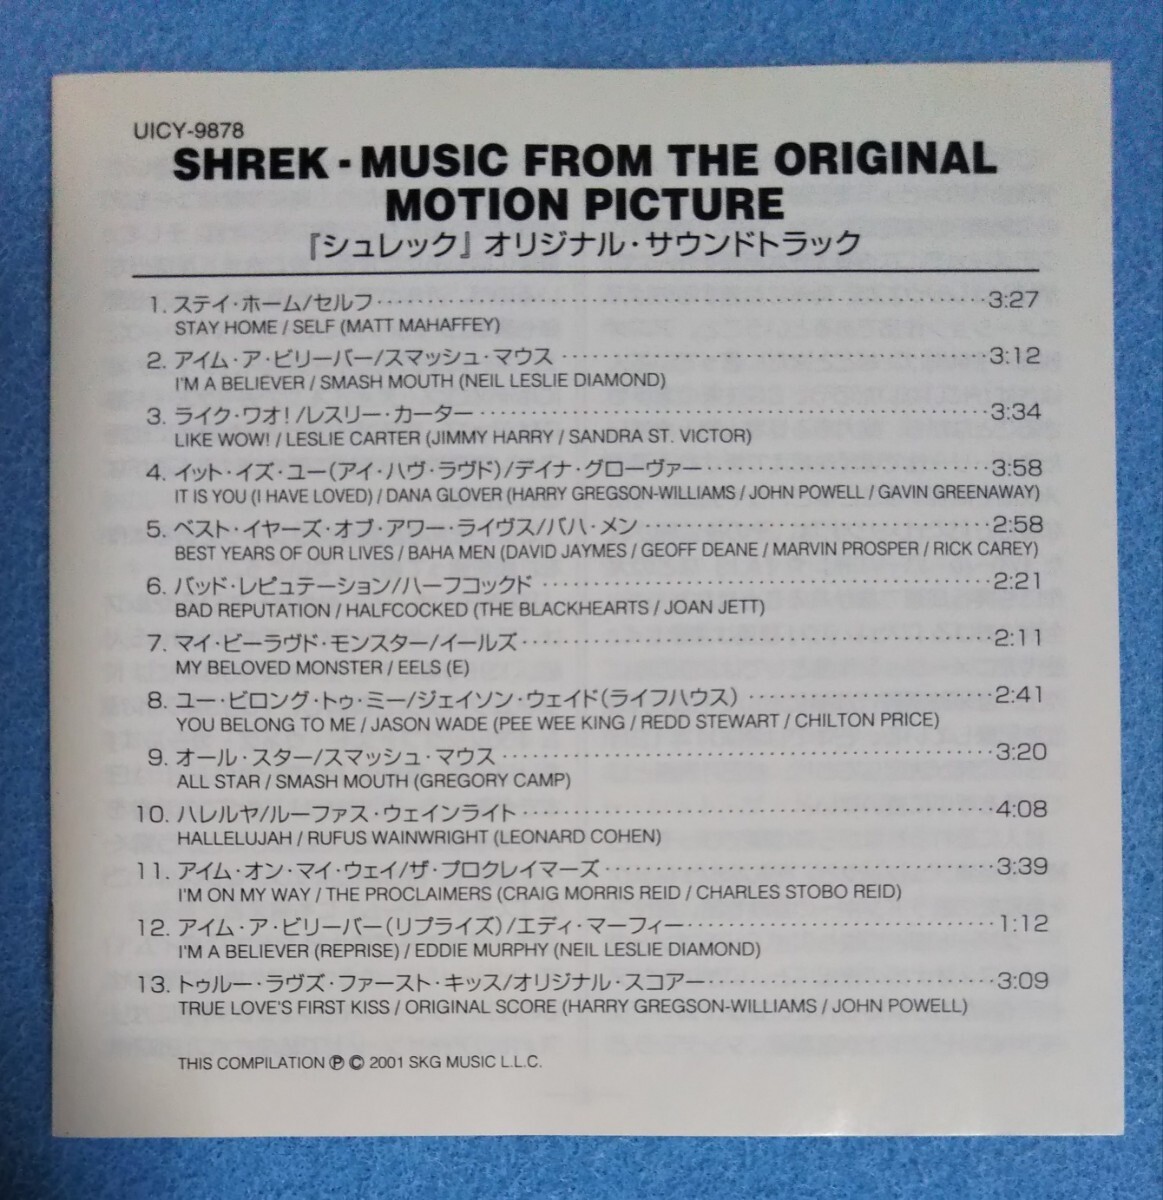 UICY-9878
SHREK - MUSIC FROM THE ORIGINAL
MOTION PICTURE
『シュレック』オリジナル・サウンドトラック
1. ステイ・ホーム/セルフ 3:27
STAY HOME / SELF (MATT MAHAFFEY)
2. アイム・ア・ビリーバー/スマッシュ・マウス 3:12
I'M A BELIEVER / SMASH MOUTH (NEIL LESLIE DIAMOND)
3. ライク・ワオ!/レスリー・カーター 3:34
LIKE WOW! / LESLIE CARTER (JIMMY HARRY / SANDRA ST. VICTOR)
4. イット・イズ・ユー(アイ・ハヴ・ラヴド)/デイナ・グローヴァー 3:58
IT IS YOU (I HAVE LOVED) / DANA GLOVER (HARRY GREGSON-WILLIAMS / JOHN POWELL / GAVIN GREENAWAY)
5. ベスト・イヤーズ・オブ・アワー・ライヴス/バハ・メン 2:58
BEST YEARS OF OUR LIVES / BAHA MEN (DAVID JAYMES / GEOFF DEANE / MARVIN PROSPER / RICK CAREY)
6. バッド・レピュテーション/ハーフコックド 2:21
BAD REPUTATION / HALFCOCKED (THE BLACKHEARTS / JOAN JETT)
7. マイ・ビーラヴド・モンスター/イールズ 2:11
MY BELOVED MONSTER / EELS (E)
8. ユー・ビロング・トゥ・ミー/ジェイソン・ウェイド(ライフハウス) 2:41
YOU BELONG TO ME / JASON WADE (PEE WEE KING / REDD STEWART / CHILTON PRICE)
9. オール・スター/スマッシュ・マウス 3:20
ALL STAR / SMASH MOUTH (GREGORY CAMP)
10. ハレルヤ/ルーファス・ウェインライト 4:08
HALLELUJAH / RUFUS WAINWRIGHT (LEONARD COHEN)
11. アイム・オン・マイ・ウェイ/ザ・プロクレイマーズ 3:39
I'M ON MY WAY / THE PROCLAIMERS (CRAIG MORRIS REID / CHARLES STOBO REID)
12. アイム・ア・ビリーバー(リプライズ)/エディ・マーフィー 1:12
I'M A BELIEVER (REPRISE) / EDDIE MURPHY (NEIL LESLIE DIAMOND)
13. トゥルー・ラヴズ・ファースト・キッス/オリジナル・スコアー 3:09
TRUE LOVE'S FIRST KISS / ORIGINAL SCORE (HARRY GREGSON-WILLIAMS / JOHN POWELL)
THIS COMPILATION ℗ © 2001 SKG MUSIC L.L.C.